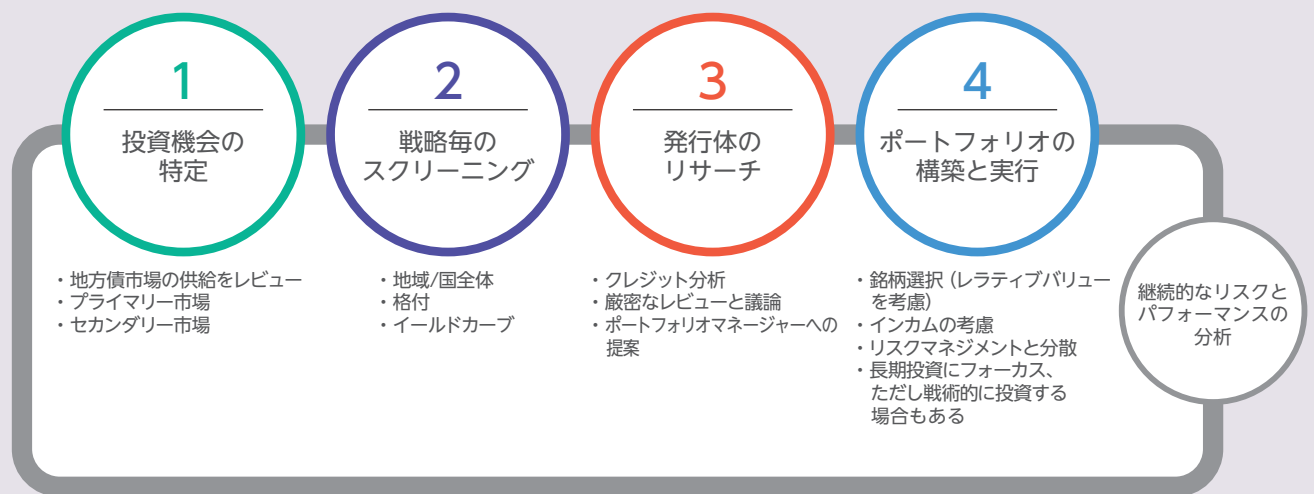 1
投資機会の
特定
・地方債市場の供給をレビュー
・プライマリー市場
・セカンダリー市場
2
戦略毎の
スクリーニング
・地域/国全体
・格付
・イールドカーブ
3
発行体の
リサーチ
・クレジット分析
・厳密なレビューと議論
・ポートフォリオマネージャーへの
提案
4
ポートフォリオの
構築と実行
・銘柄選択（レラティブバリュー
を考慮）
・インカムの考慮
・リスクマネジメントと分散
・長期投資にフォーカス、
ただし戦術的に投資する
場合もある
継続的なリスクと
パフォーマンスの
分析